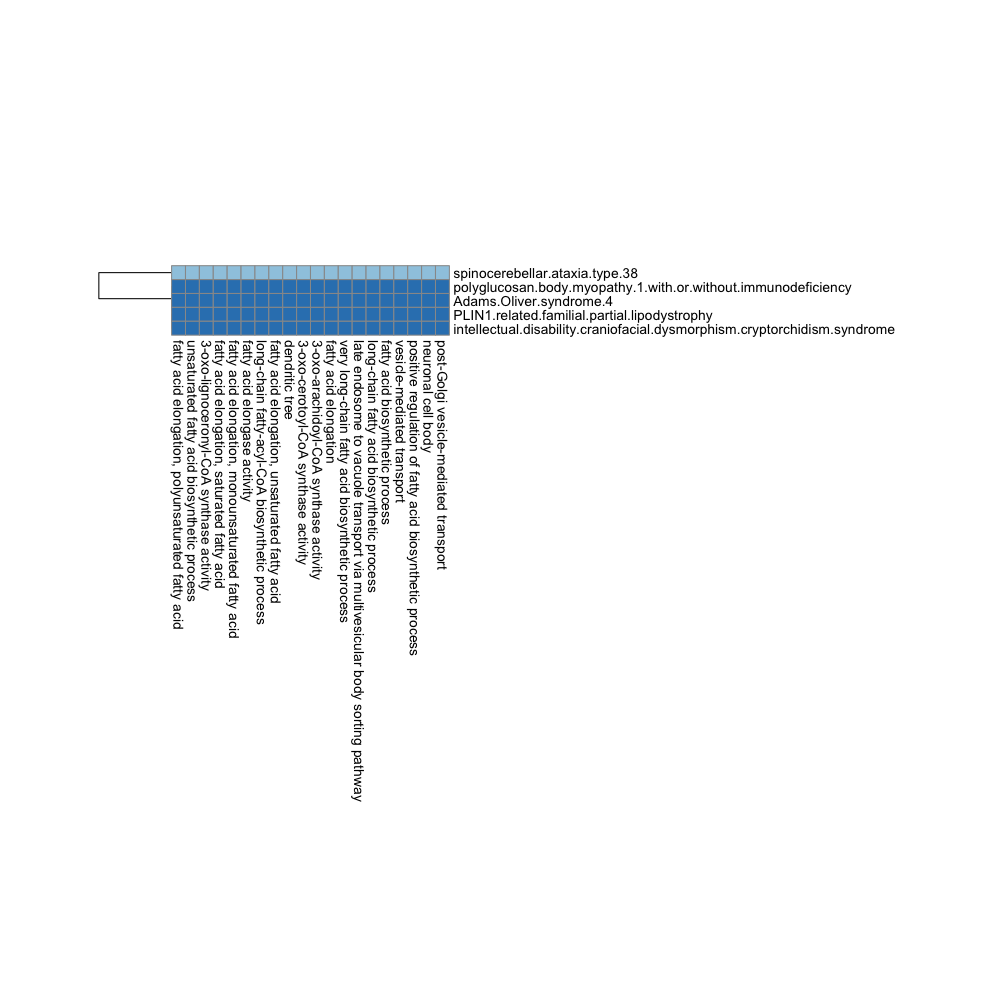 spinocerebellar.ataxia.type.38
polyglucosan.body.myopathy.1.with.or.without.immunodeficiency
Adams.Oliver.syndrome.4
PLIN1.related.familial.partial.lipodystrophy
intellectual.disability.craniofacial.dysmorphism.cryptorchidism.syndrome
fatty acid elongation, polyunsaturated fatty acid
unsaturated fatty acid biosynthetic process
3-oxo-lignoceronyl-CoA synthase activity
fatty acid elongation, saturated fatty acid
fatty acid elongation, monounsaturated fatty acid
fatty acid elongase activity
long-chain fatty-acyl-CoA biosynthetic process
fatty acid elongation, unsaturated fatty acid
dendritic tree
3-oxo-cerotoyl-CoA synthase activity
3-oxo-arachidoyl-CoA synthase activity
fatty acid elongation
very long-chain fatty acid biosynthetic process
late endosome to vacuole transport via multivesicular body sorting pathway
long-chain fatty acid biosynthetic process
fatty acid biosynthetic process
vesicle-mediated transport
positive regulation of fatty acid biosynthetic process
neuronal cell body
post-Golgi vesicle-mediated transport